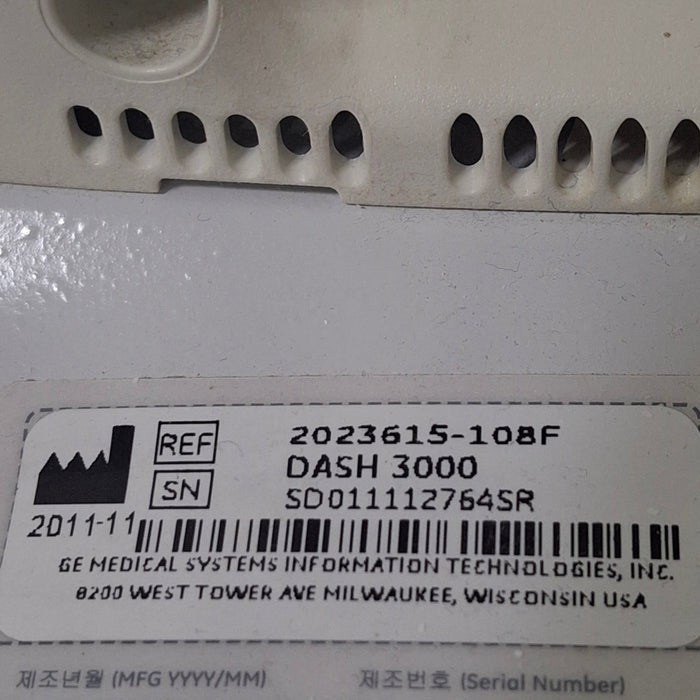 REF 2023615-108F
DASH 3000
SN SD011112764SR
2011-11
GE MEDICAL SYSTEMS INFORMATION TECHNOLOGIES, INC.
8200 WEST TOWER AVE MILWAUKEE, WISCONSIN USA
제조년월 (MFG YYYY/MM) 제조번호 (Serial Number)